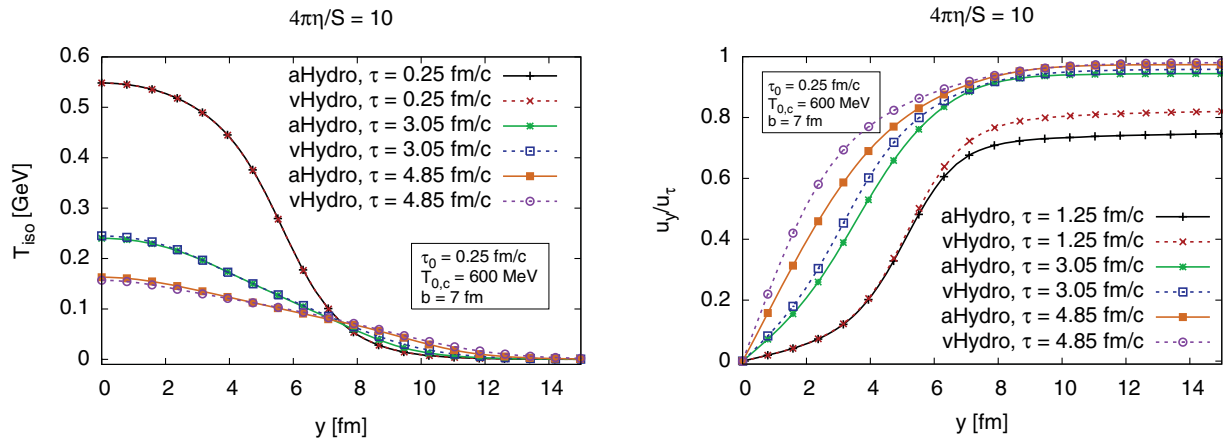 4πη/S = 10
0.6
0.5
0.4
0.3
0.2
0.1
0
T_iso [GeV]
aHydro, τ = 0.25 fm/c
vHydro, τ = 0.25 fm/c
aHydro, τ = 3.05 fm/c
vHydro, τ = 3.05 fm/c
aHydro, τ = 4.85 fm/c
vHydro, τ = 4.85 fm/c
τ₀ = 0.25 fm/c
T₀,c = 600 MeV
b = 7 fm
0 2 4 6 8 10 12 14
y [fm]
4πη/S = 10
1
0.8
0.6
0.4
0.2
0
u_y/u_τ
τ₀ = 0.25 fm/c
T₀,c = 600 MeV
b = 7 fm
aHydro, τ = 1.25 fm/c
vHydro, τ = 1.25 fm/c
aHydro, τ = 3.05 fm/c
vHydro, τ = 3.05 fm/c
aHydro, τ = 4.85 fm/c
vHydro, τ = 4.85 fm/c
0 2 4 6 8 10 12 14
y [fm]